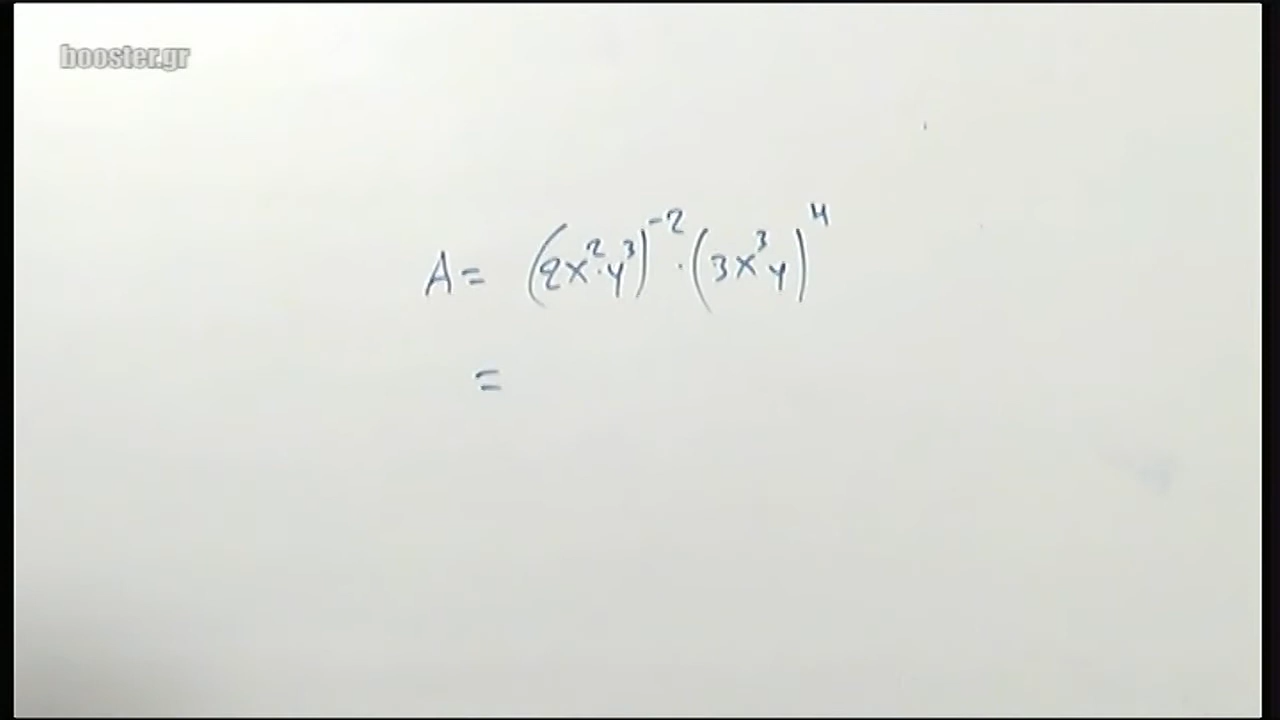 booster.gr
A = (2x²·y³)⁻² · (3x³y)⁴
=